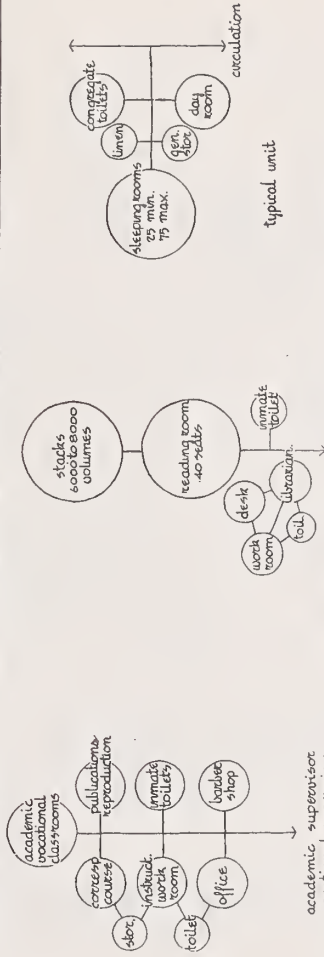 academic
vocational
classrooms
corresp
course
publications
reproduction
stor.
instruct.
work
room
inmate
toilets
toilet
office
barber
shop
academic supervisor
stacks
6000 to 8000
volumes
reading room
40 seats
inmate
toilet
desk
librarian
work
room
toil.
congregate
toilets
linen
sleeping rooms
25 min.
75 max.
gen.
stor.
day
room
circulation
typical unit